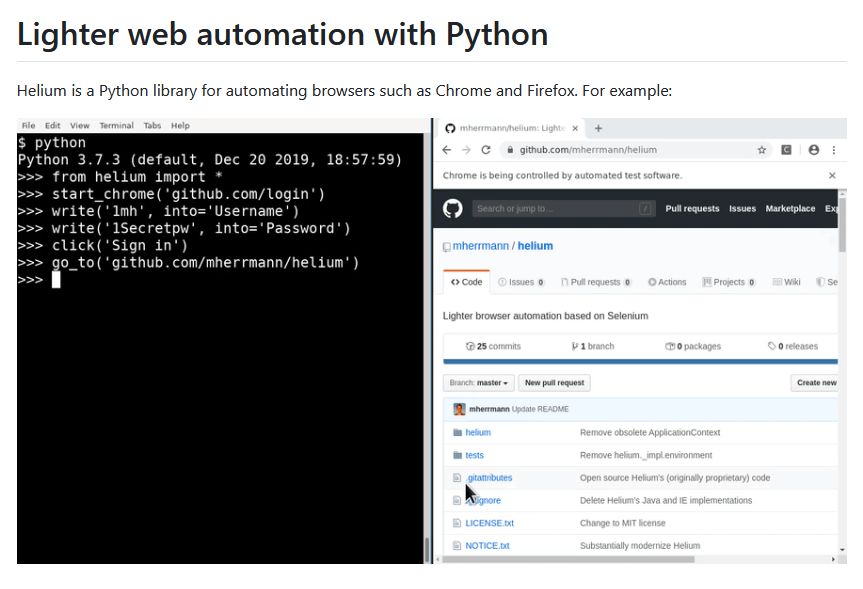 Lighter web automation with Python
Helium is a Python library for automating browsers such as Chrome and Firefox. For example:
File Edit View Terminal Tabs Help
$ python
Python 3.7.3 (default, Dec 20 2019, 18:57:59)
>>> from helium import *
>>> start_chrome('github.com/login')
>>> write('1mh', into='Username')
>>> write('1Secretpw', into='Password')
>>> click('Sign in')
>>> go_to('github.com/mherrmann/helium')
>>>
mherrmann/helium: Light
github.com/mherrmann/helium
Chrome is being controlled by automated test software.
Search or jump to... / Pull requests Issues Marketplace Exp
mherrmann / helium
Code Issues 0 Pull requests 0 Actions Projects 0 Wiki Se
Lighter browser automation based on Selenium
25 commits 1 branch 0 packages 0 releases
Branch: master New pull request Create new
mherrmann Update README
helium Remove obsolete ApplicationContext
tests Remove helium._impl.environment
.gitattributes Open source Helium's (originally proprietary) code
ignore Delete Helium's Java and IE implementations
LICENSE.txt Change to MIT license
NOTICE.txt Substantially modernize Helium